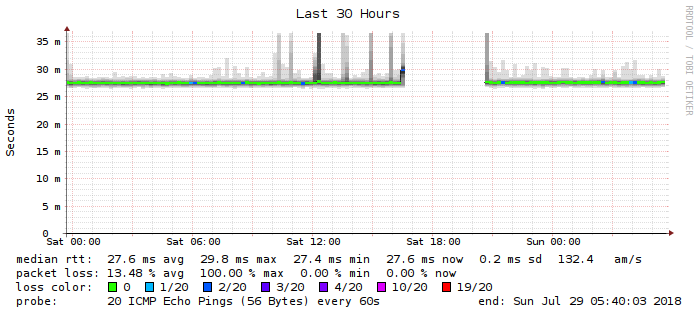 Last 30 Hours
RRDTOOL / TOBI OETIKER
Seconds
35 m
30 m
25 m
20 m
15 m
10 m
5 m
0
Sat 00:00 Sat 06:00 Sat 12:00 Sat 18:00 Sun 00:00
median rtt: 27.6 ms avg 29.8 ms max 27.4 ms min 27.6 ms now 0.2 ms sd 132.4 am/s
packet loss: 13.48 % avg 100.00 % max 0.00 % min 0.00 % now
loss color: 0 1/20 2/20 3/20 4/20 10/20 19/20
probe: 20 ICMP Echo Pings (56 Bytes) every 60s end: Sun Jul 29 05:40:03 2018